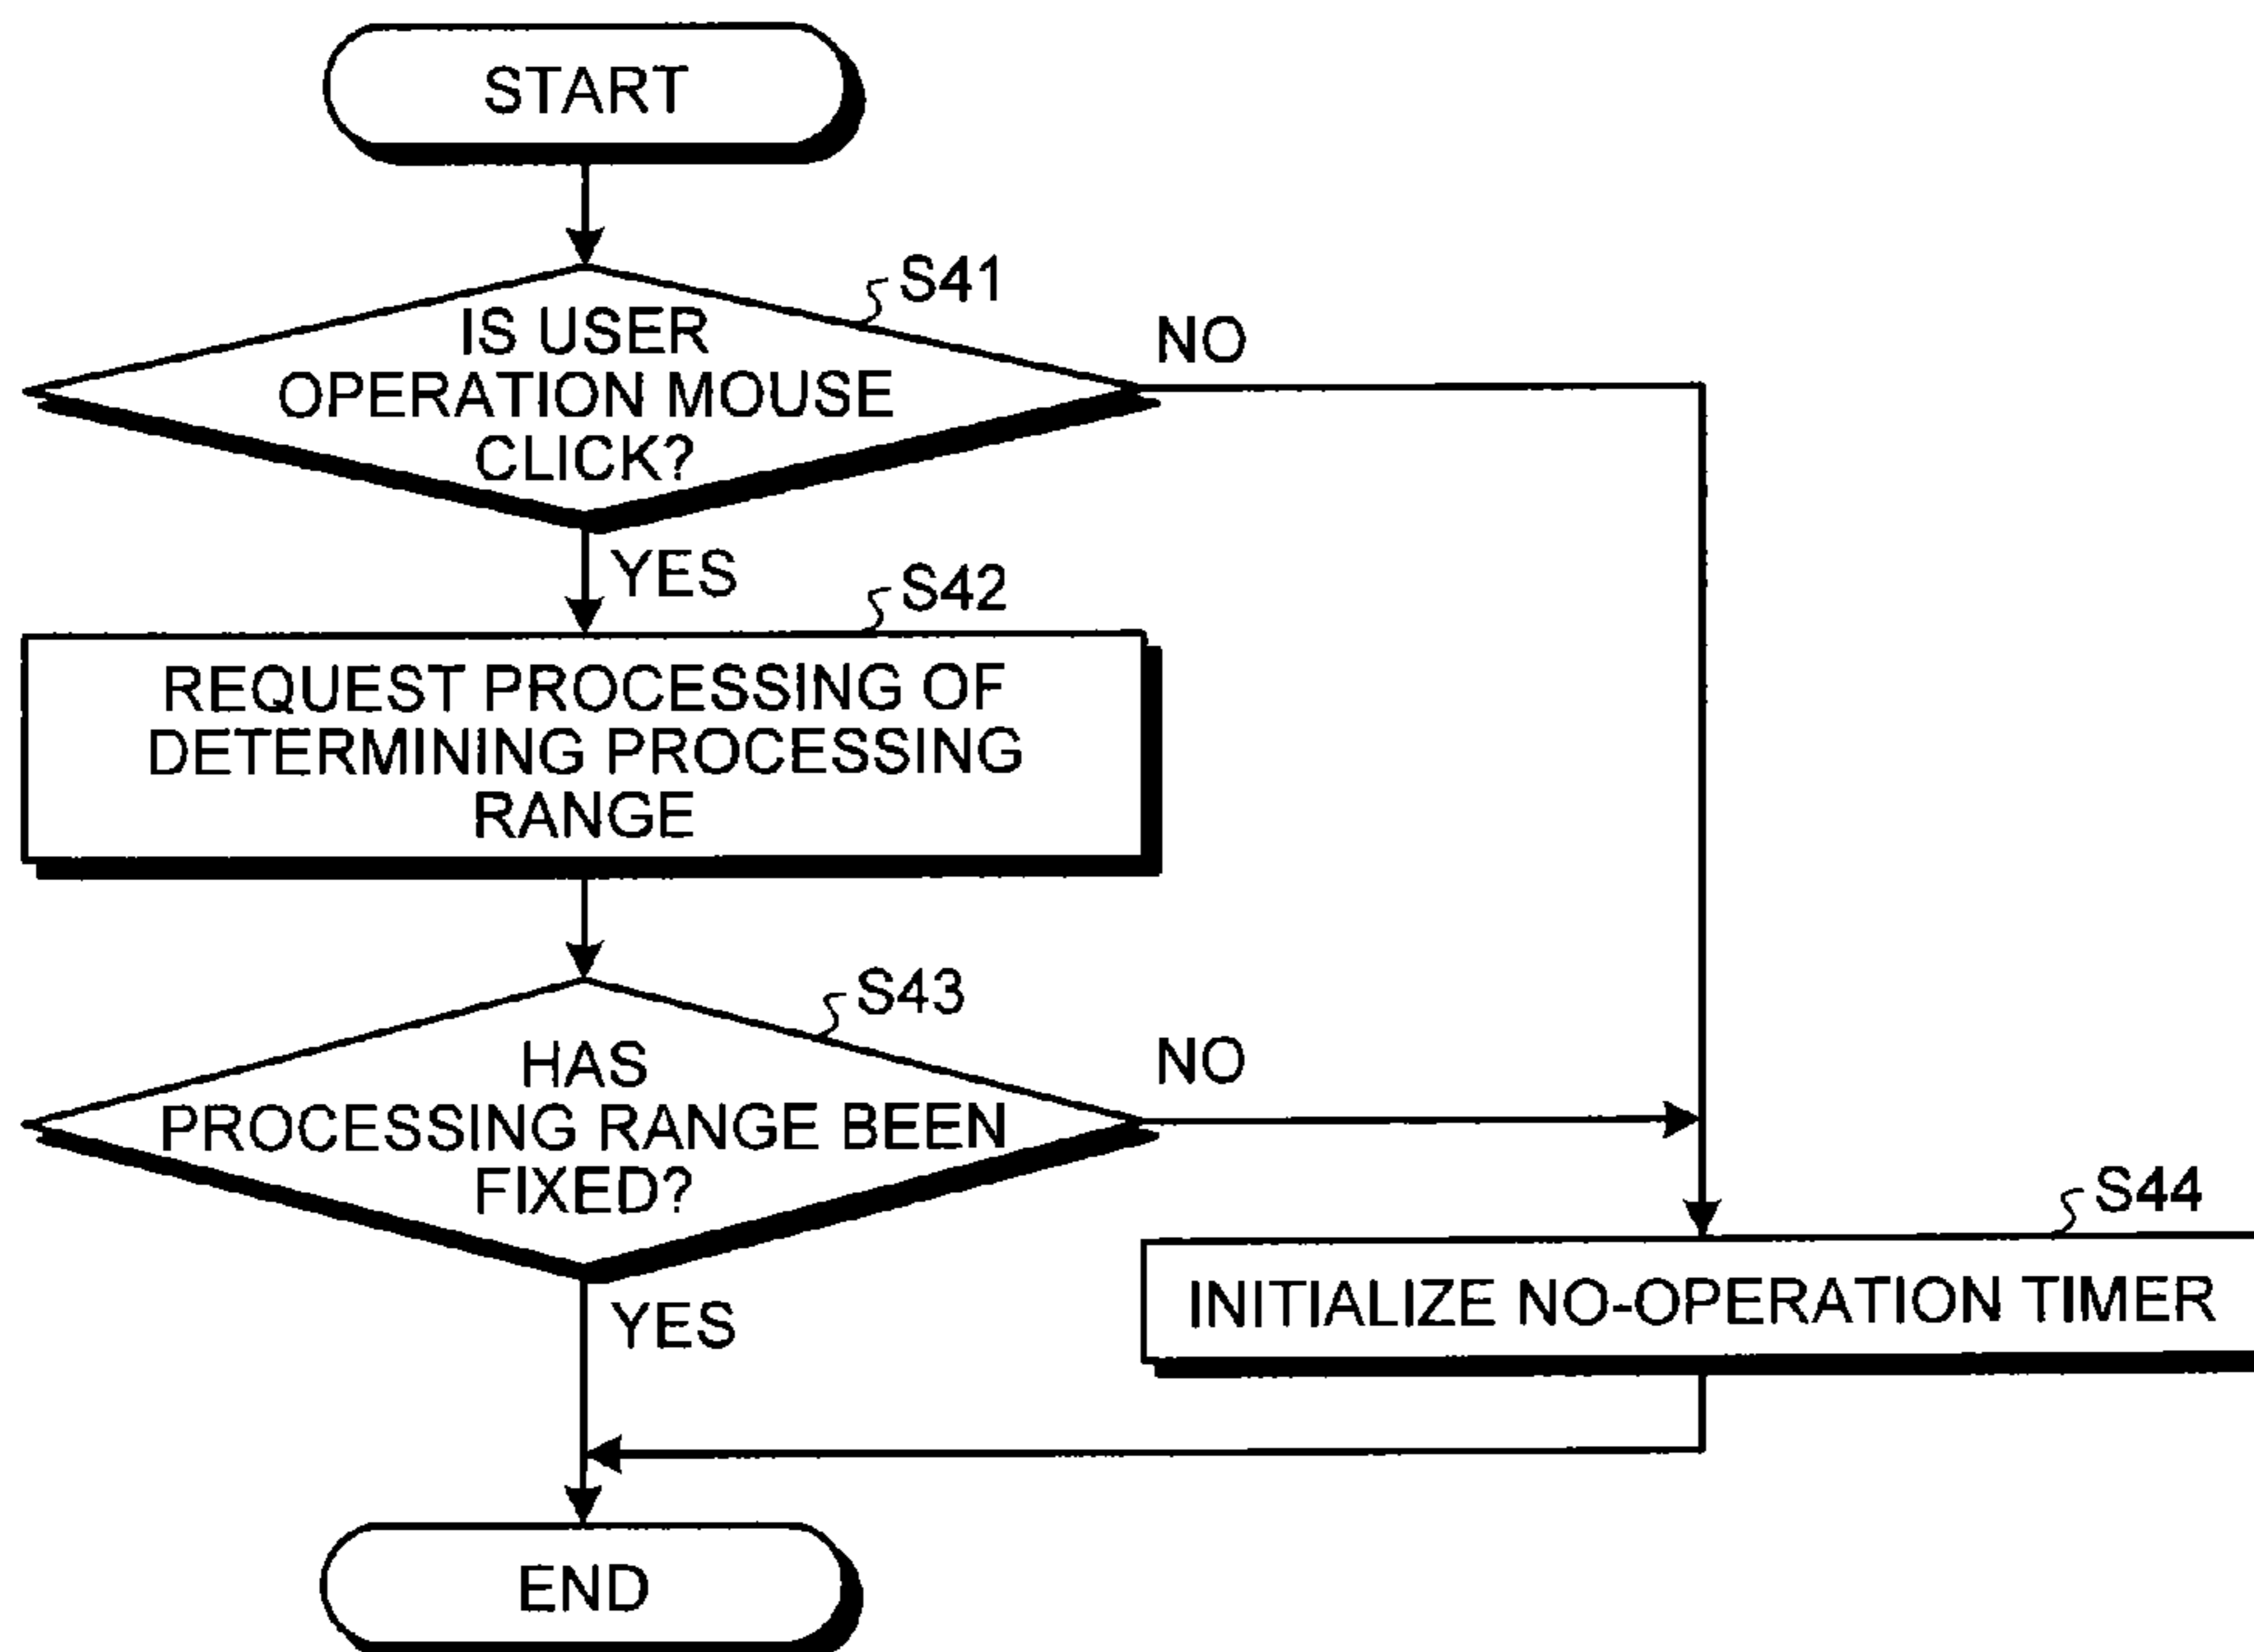 START
S41
IS USER
OPERATION MOUSE
CLICK?
NO
YES
S42
REQUEST PROCESSING OF
DETERMINING PROCESSING
RANGE
S43
HAS
PROCESSING RANGE BEEN
FIXED?
NO
YES
S44
INITIALIZE NO-OPERATION TIMER
END